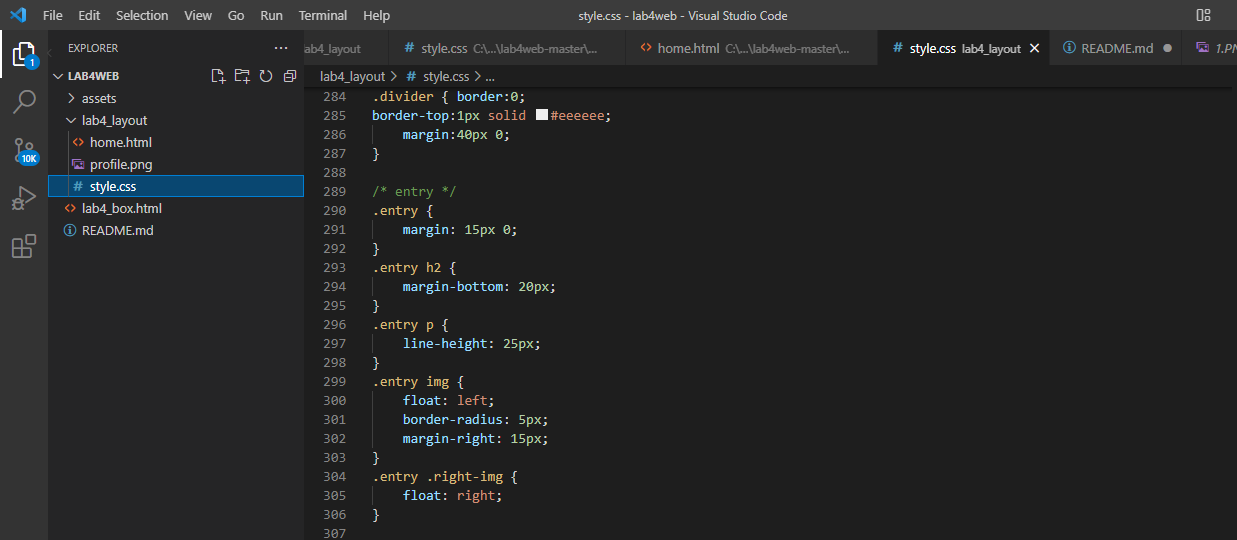 File Edit Selection View Go Run Terminal Help style.css - lab4web - Visual Studio Code
ab4_layout # style.css C:\...\lab4web-master\... <> home.html C:\...\lab4web-master\... # style.css lab4_layout × README.md ● 1.PN
EXPLORER ...
LAB4WEB
assets
lab4_layout
<> home.html
profile.png
# style.css
<> lab4_box.html
README.md
1
10K
lab4_layout > # style.css > ...
284 .divider { border:0;
285 border-top:1px solid #eeeeee;
286 margin:40px 0;
287 }
288
289 /* entry */
290 .entry {
291 margin: 15px 0;
292 }
293 .entry h2 {
294 margin-bottom: 20px;
295 }
296 .entry p {
297 line-height: 25px;
298 }
299 .entry img {
300 float: left;
301 border-radius: 5px;
302 margin-right: 15px;
303 }
304 .entry .right-img {
305 float: right;
306 }
307